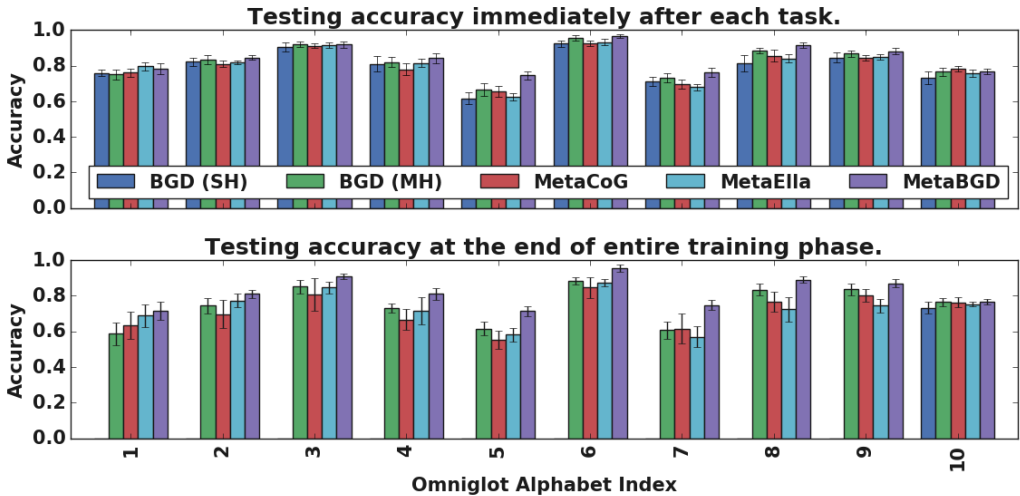 Testing accuracy immediately after each task.
1.0
0.8
0.6
0.4
0.2
0.0
Accuracy
BGD (SH) BGD (MH) MetaCoG MetaElla MetaBGD
Testing accuracy at the end of entire training phase.
1.0
0.8
0.6
0.4
0.2
0.0
Accuracy
1 2 3 4 5 6 7 8 9 10
Omniglot Alphabet Index